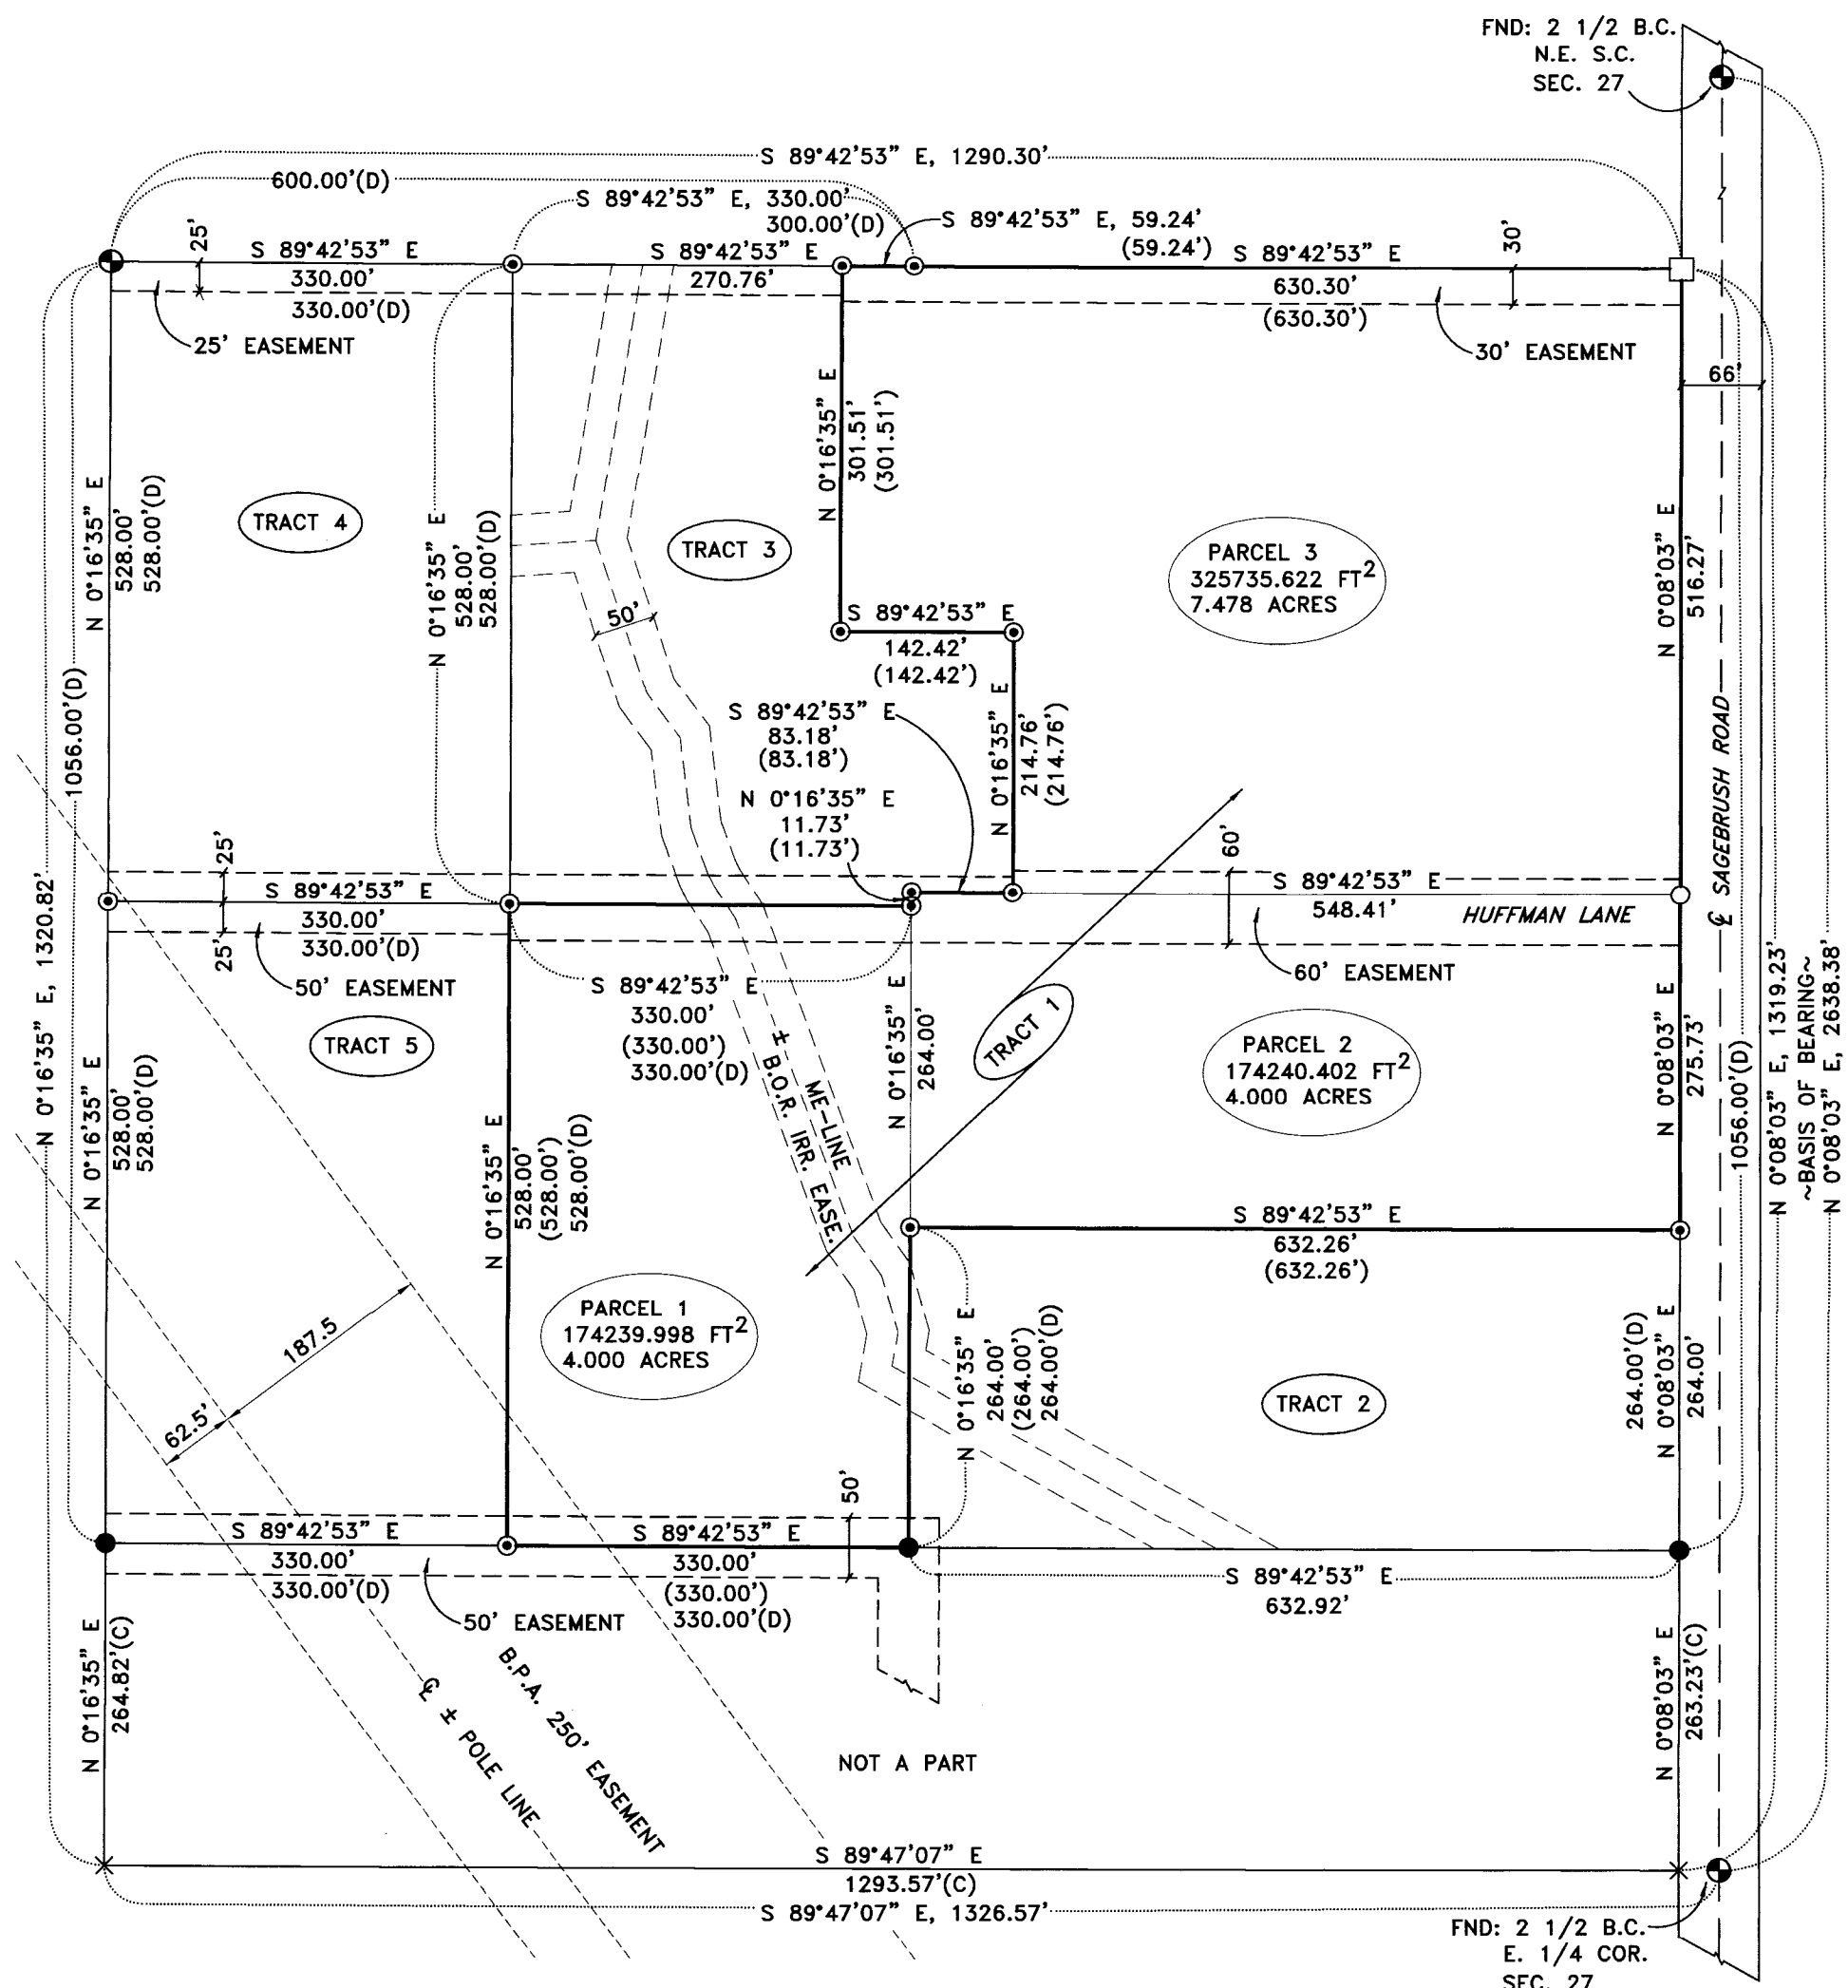 FND: 2 1/2 B.C.
N.E. S.C.
SEC. 27
S 89°42'53" E, 1290.30'
600.00'(D)
S 89°42'53" E, 330.00'
300.00'(D)
S 89°42'53" E, 59.24'
(59.24')
25'
S 89°42'53" E
330.00'
330.00'(D)
S 89°42'53" E
270.76'
S 89°42'53" E
630.30'
(630.30')
30'
25' EASEMENT
30' EASEMENT
66'
N 0°16'35" E
528.00'
528.00'(D)
TRACT 4
N 0°16'35" E
528.00'
528.00'(D)
TRACT 3
50'
N 0°16'35" E
301.51'
(301.51')
PARCEL 3
325735.622 FT2
7.478 ACRES
N 0°08'03" E
516.27'
S 89°42'53" E
142.42'
(142.42')
S 89°42'53" E
83.18'
(83.18')
N 0°16'35" E
11.73'
(11.73')
N 0°16'35" E
214.76'
(214.76')
1056.00'(D)
N 0°16'35" E, 1320.82'
℄ SAGEBRUSH ROAD
25'
S 89°42'53" E
330.00'
330.00'(D)
25'
50' EASEMENT
60'
S 89°42'53" E
548.41'
HUFFMAN LANE
60' EASEMENT
TRACT 5
S 89°42'53" E
330.00'
(330.00')
330.00'(D)
N 0°16'35" E
264.00'
TRACT 1
PARCEL 2
174240.402 FT2
4.000 ACRES
N 0°08'03" E
275.73'
1056.00'(D)
N 0°08'03" E, 1319.23'
~BASIS OF BEARING~
N 0°08'03" E, 2638.38'
N 0°16'35" E
528.00'
528.00'(D)
N 0°16'35" E
528.00'
(528.00')
528.00'(D)
ME-LINE
± B.O.R. IRR. EASE.
S 89°42'53" E
632.26'
(632.26')
PARCEL 1
174239.998 FT2
4.000 ACRES
187.5
62.5'
N 0°16'35" E
264.00'
(264.00')
264.00'(D)
TRACT 2
264.00'(D)
N 0°08'03" E
264.00'
50'
S 89°42'53" E
330.00'
330.00'(D)
S 89°42'53" E
330.00'
(330.00')
330.00'(D)
50' EASEMENT
S 89°42'53" E
632.92'
N 0°16'35" E
264.82'(C)
℄ ± POLE LINE
B.P.A. 250' EASEMENT
NOT A PART
N 0°08'03" E
263.23'(C)
S 89°47'07" E
1293.57'(C)
S 89°47'07" E, 1326.57'
FND: 2 1/2 B.C.
E. 1/4 COR.
SEC. 27